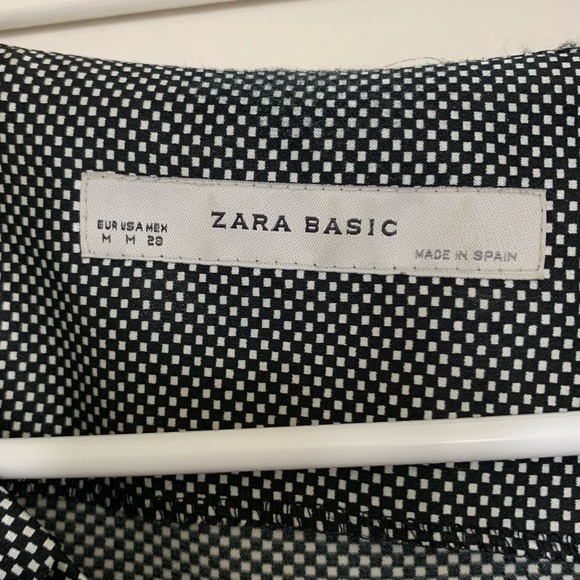 EUR USA MEX
M M 28
ZARA BASIC
MADE IN SPAIN